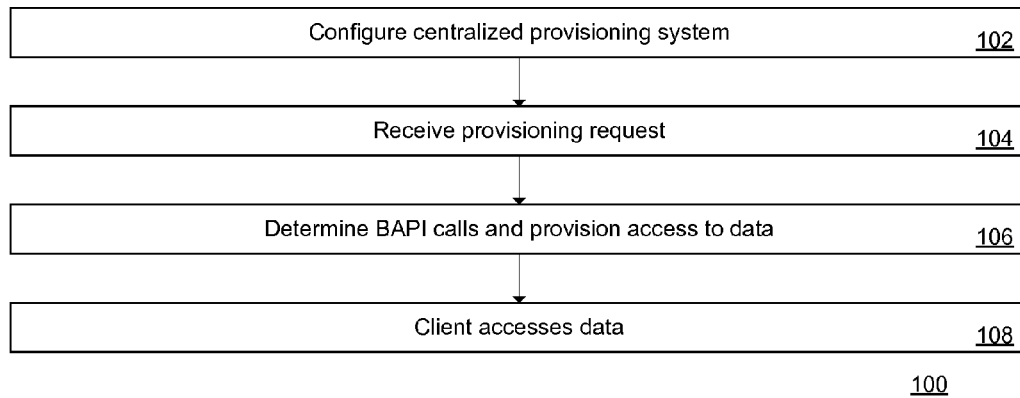 Configure centralized provisioning system
102
Receive provisioning request
104
Determine BAPI calls and provision access to data
106
Client accesses data
108
100